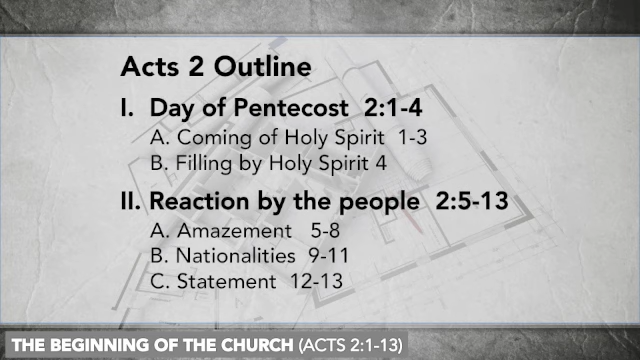 Acts 2 Outline
I. Day of Pentecost 2:1-4
A. Coming of Holy Spirit 1-3
B. Filling by Holy Spirit 4
II. Reaction by the people 2:5-13
A. Amazement 5-8
B. Nationalities 9-11
C. Statement 12-13
THE BEGINNING OF THE CHURCH (ACTS 2:1-13)